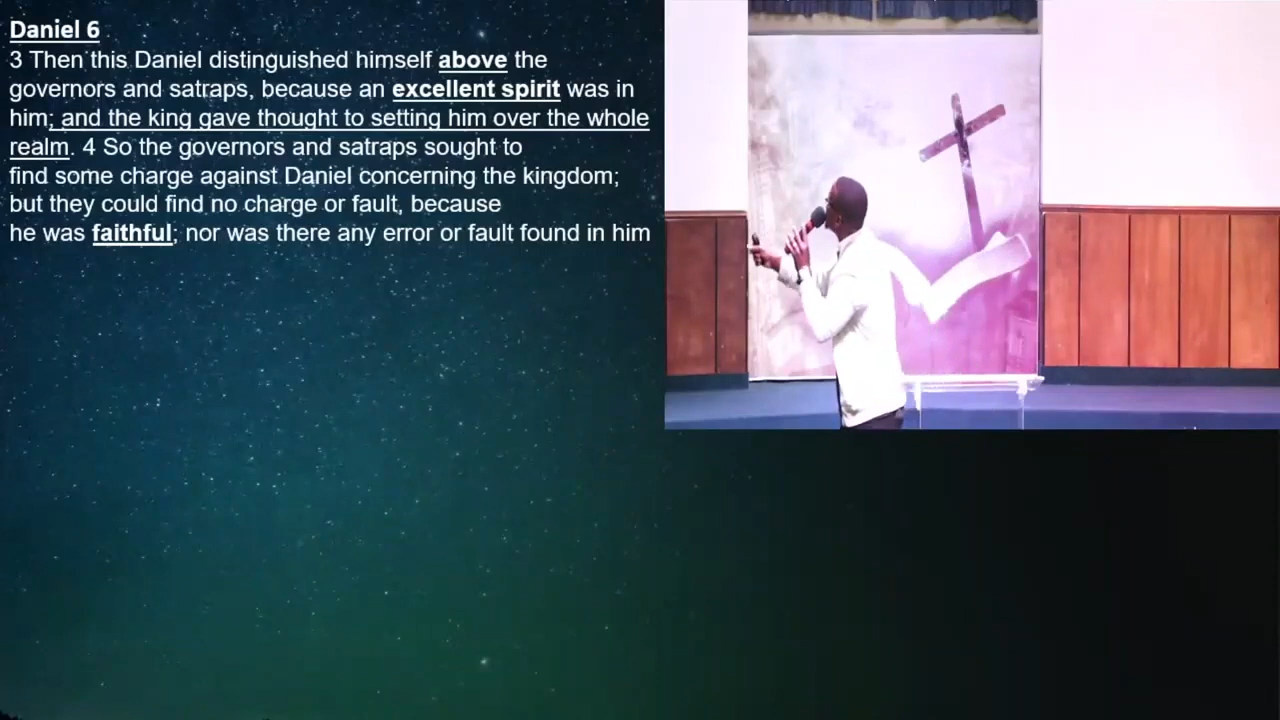 Daniel 6
3 Then this Daniel distinguished himself above the
governors and satraps, because an excellent spirit was in
him; and the king gave thought to setting him over the whole
realm. 4 So the governors and satraps sought to
find some charge against Daniel concerning the kingdom;
but they could find no charge or fault, because
he was faithful; nor was there any error or fault found in him